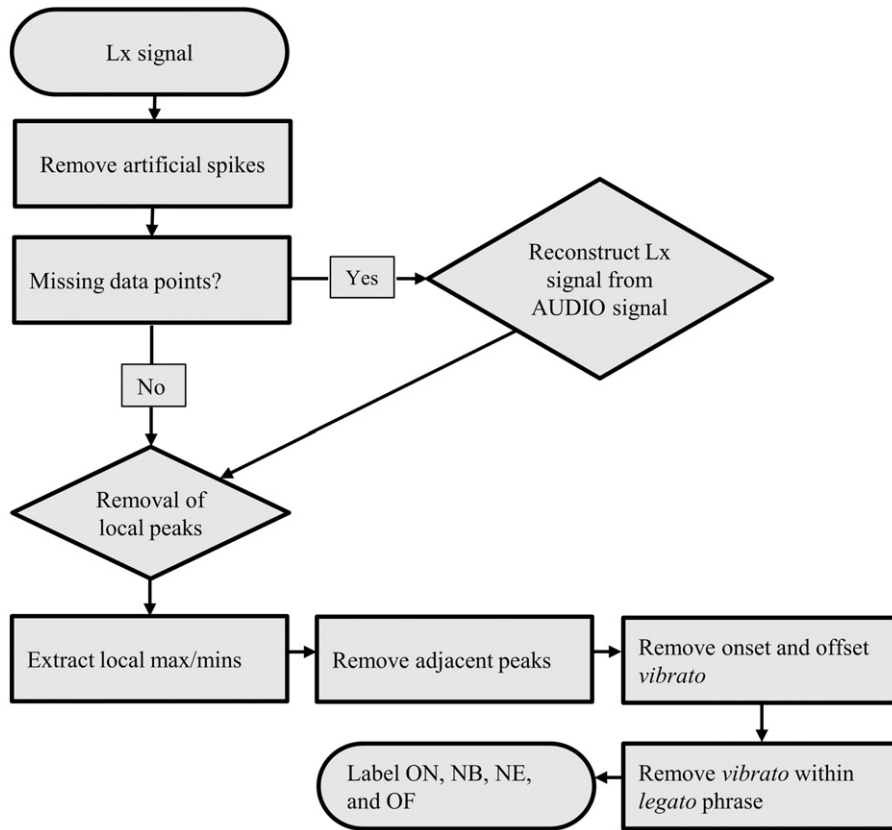 Lx signal
Remove artificial spikes
Missing data points?
Yes
Reconstruct Lx
signal from
AUDIO signal
No
Removal of
local peaks
Extract local max/mins
Remove adjacent peaks
Remove onset and offset
vibrato
Remove vibrato within
legato phrase
Label ON, NB, NE,
and OF